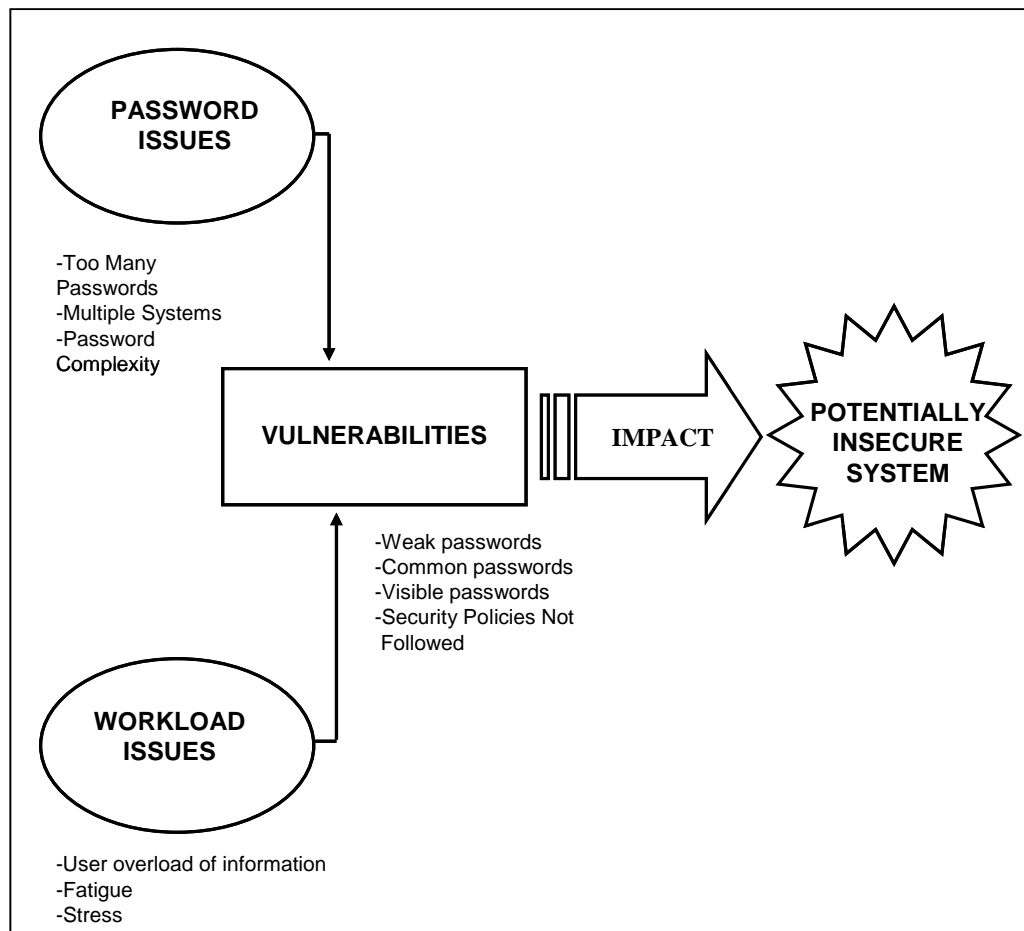 PASSWORD
ISSUES
-Too Many
Passwords
-Multiple Systems
-Password
Complexity
VULNERABILITIES
IMPACT
POTENTIALLY
INSECURE
SYSTEM
-Weak passwords
-Common passwords
-Visible passwords
-Security Policies Not
Followed
WORKLOAD
ISSUES
-User overload of information
-Fatigue
-Stress